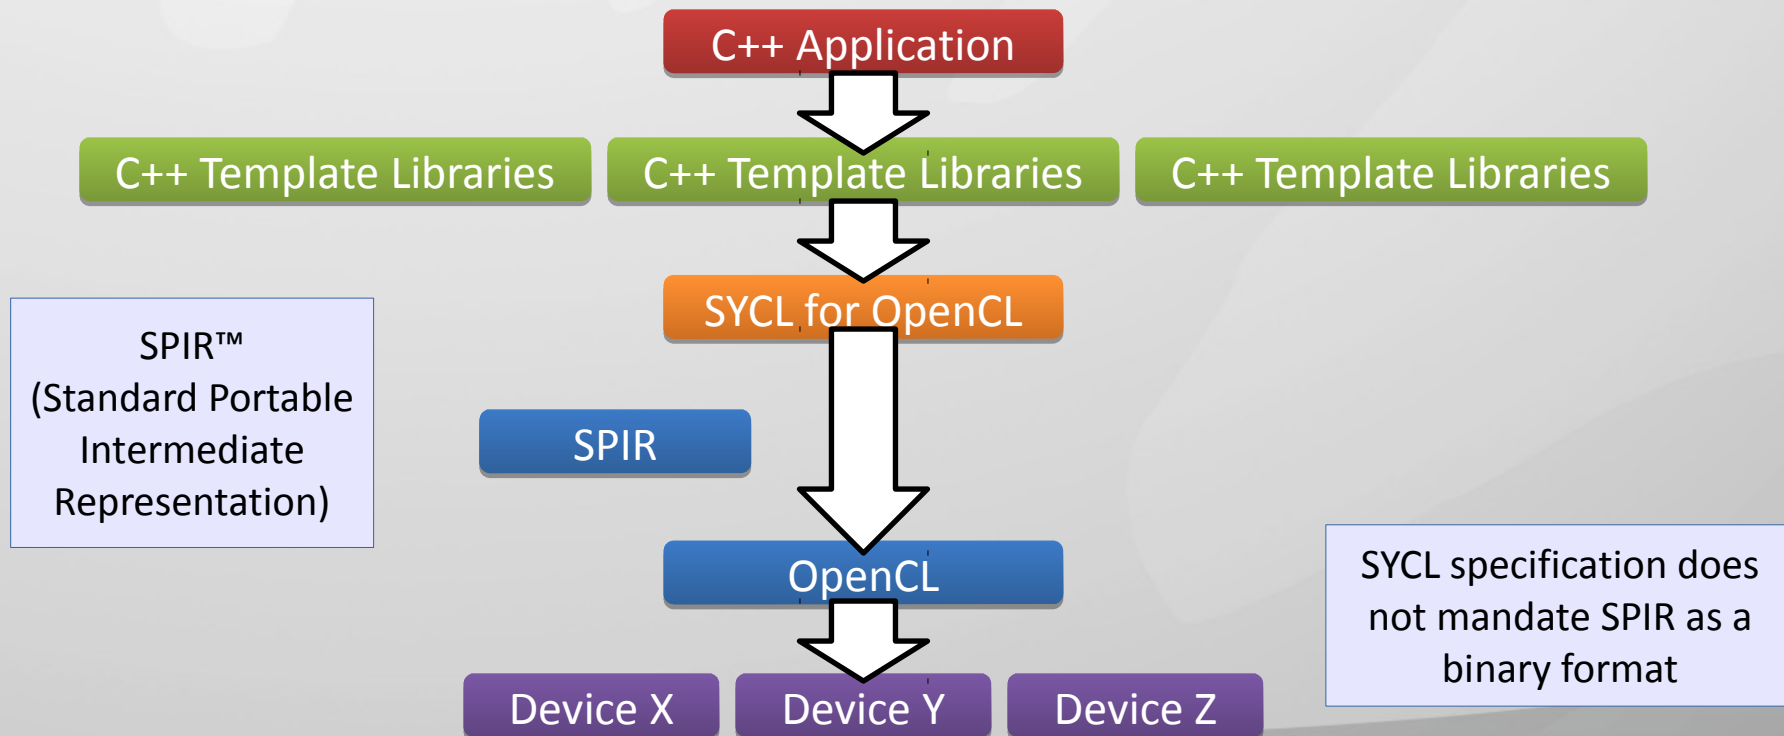 C++ Application
C++ Template Libraries
C++ Template Libraries
C++ Template Libraries
SYCL for OpenCL
SPIR™
(Standard Portable
Intermediate
Representation)
SPIR
OpenCL
SYCL specification does
not mandate SPIR as a
binary format
Device X
Device Y
Device Z